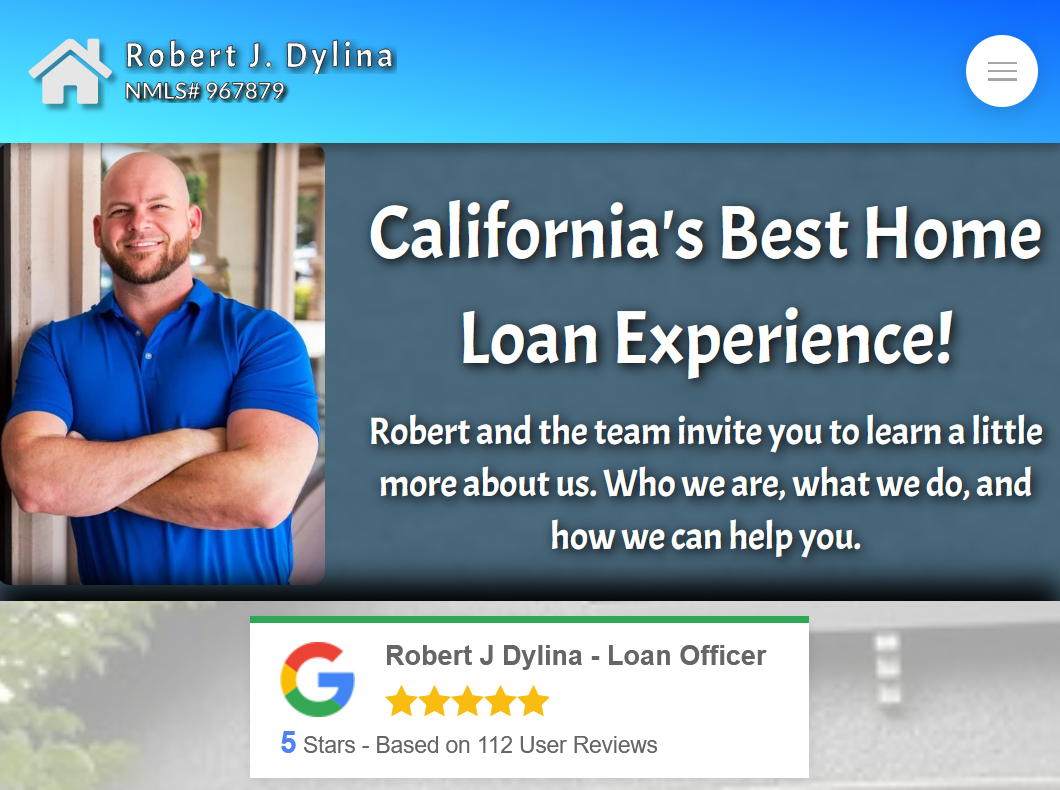 Robert J. Dylina
NMLS# 967879
California's Best Home
Loan Experience!
Robert and the team invite you to learn a little
more about us. Who we are, what we do, and
how we can help you.
Robert J Dylina - Loan Officer
5 Stars - Based on 112 User Reviews